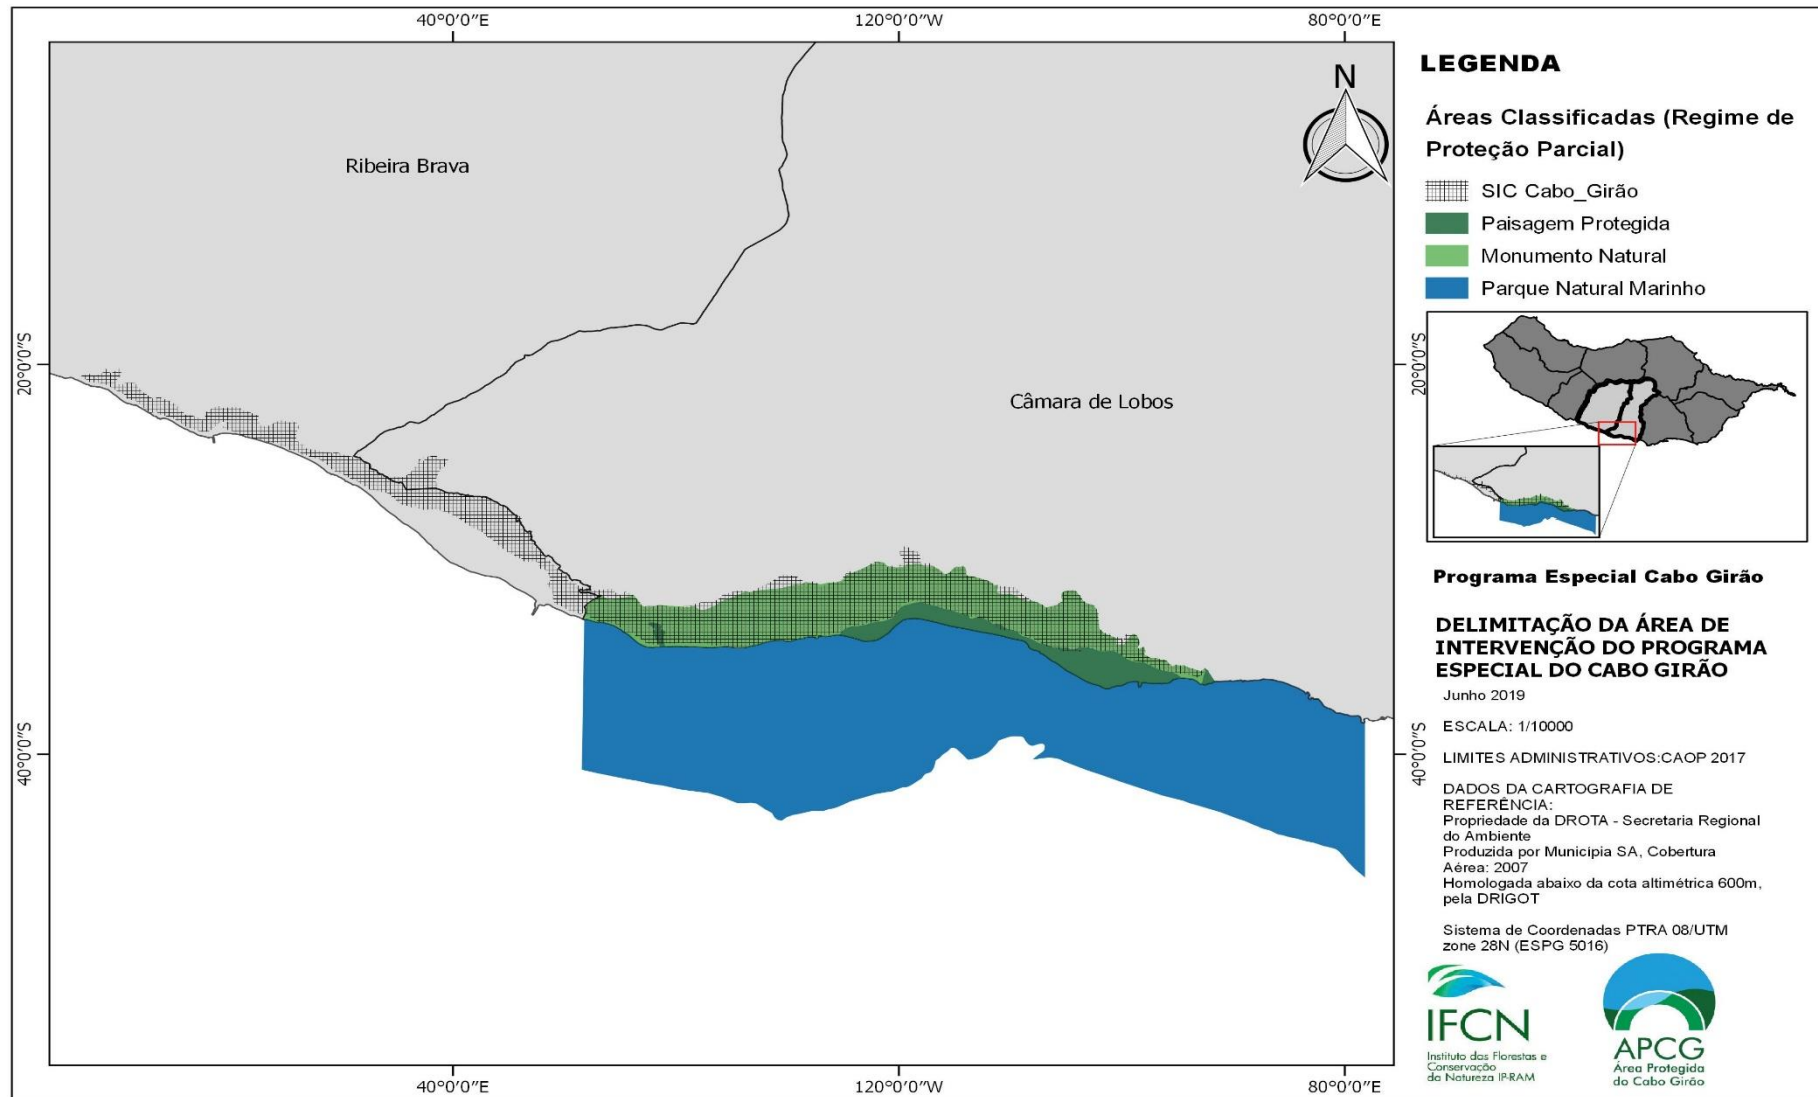 40°0'0"E
120°0'0"W
80°0'0"E
N
Ribeira Brava
Câmara de Lobos
20°0'0"S
20°0'0"S
40°0'0"S
40°0'0"S
40°0'0"E
120°0'0"W
80°0'0"E
LEGENDA
Áreas Classificadas (Regime de
Proteção Parcial)
SIC Cabo_Girão
Paisagem Protegida
Monumento Natural
Parque Natural Marinho
Programa Especial Cabo Girão
DELIMITAÇÃO DA ÁREA DE
INTERVENÇÃO DO PROGRAMA
ESPECIAL DO CABO GIRÃO
Junho 2019
ESCALA: 1/10000
LIMITES ADMINISTRATIVOS:CAOP 2017
DADOS DA CARTOGRAFIA DE
REFERÊNCIA:
Propriedade da DROTA - Secretaria Regional
do Ambiente
Produzida por Municipia SA, Cobertura
Aérea: 2007
Homologada abaixo da cota altimétrica 600m,
pela DRIGOT
Sistema de Coordenadas PTRA 08/UTM
zone 28N (ESPG 5016)
IFCN
Instituto das Florestas e
Conservação
da Natureza IP-RAM
APCG
Área Protegida
do Cabo Girão